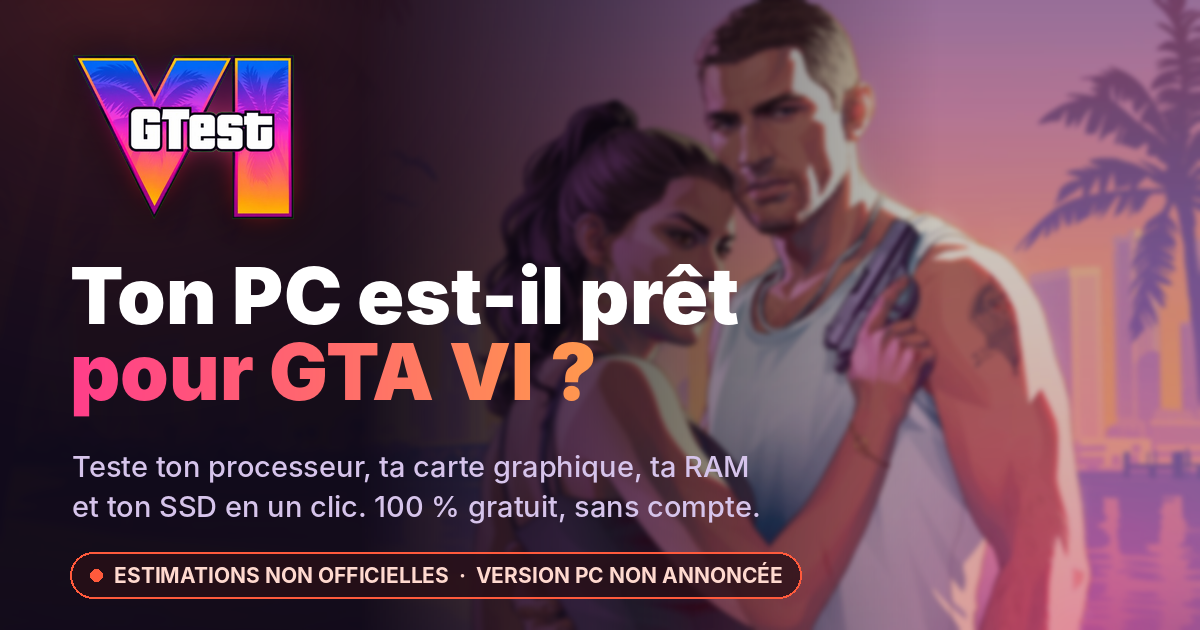 VI
GTest
Ton PC est-il prêt
pour GTA VI ?
Teste ton processeur, ta carte graphique, ta RAM
et ton SSD en un clic. 100 % gratuit, sans compte.
ESTIMATIONS NON OFFICIELLES · VERSION PC NON ANNONCÉE